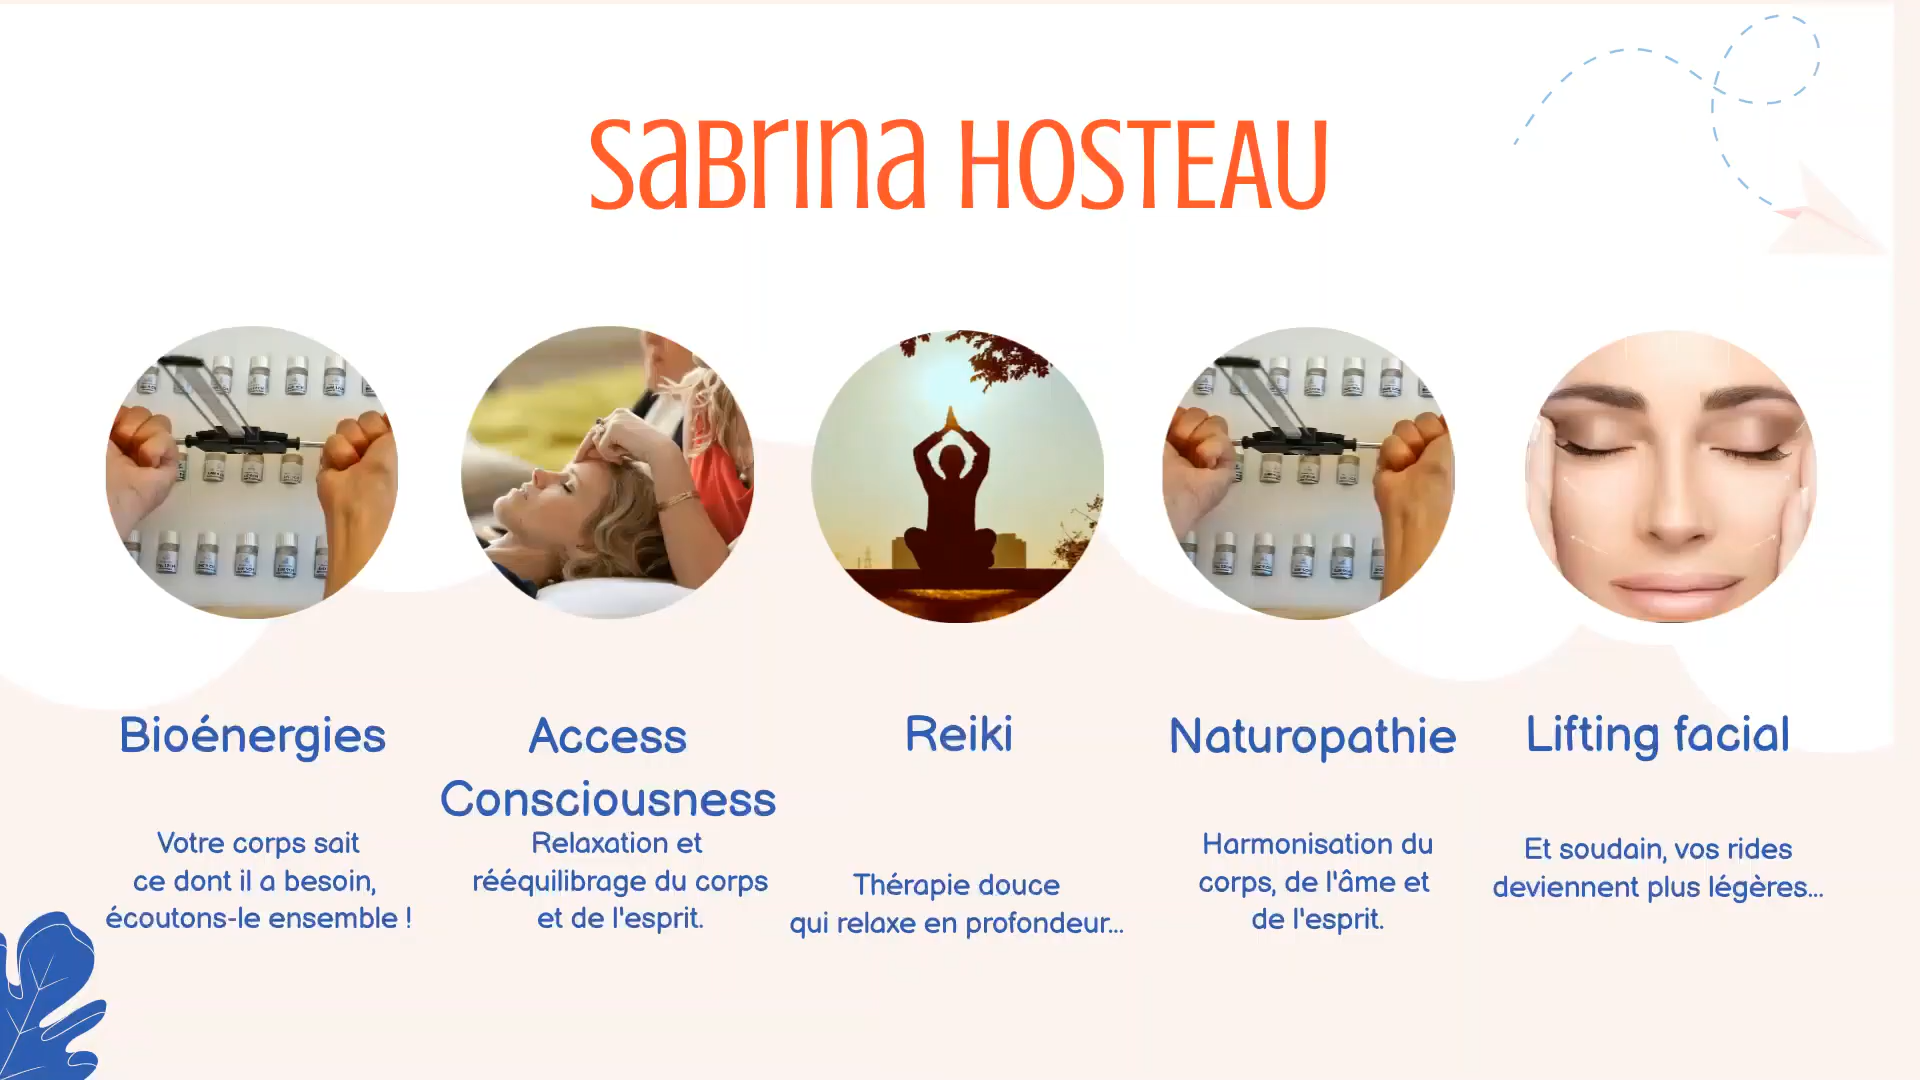 SaBrina HOSTEAU
Bioénergies
Votre corps sait
ce dont il a besoin,
écoutons-le ensemble !
Access
Consciousness
Relaxation et
rééquilibrage du corps
et de l'esprit.
Reiki
Thérapie douce
qui relaxe en profondeur...
Naturopathie
Harmonisation du
corps, de l'âme et
de l'esprit.
Lifting facial
Et soudain, vos rides
deviennent plus légères...